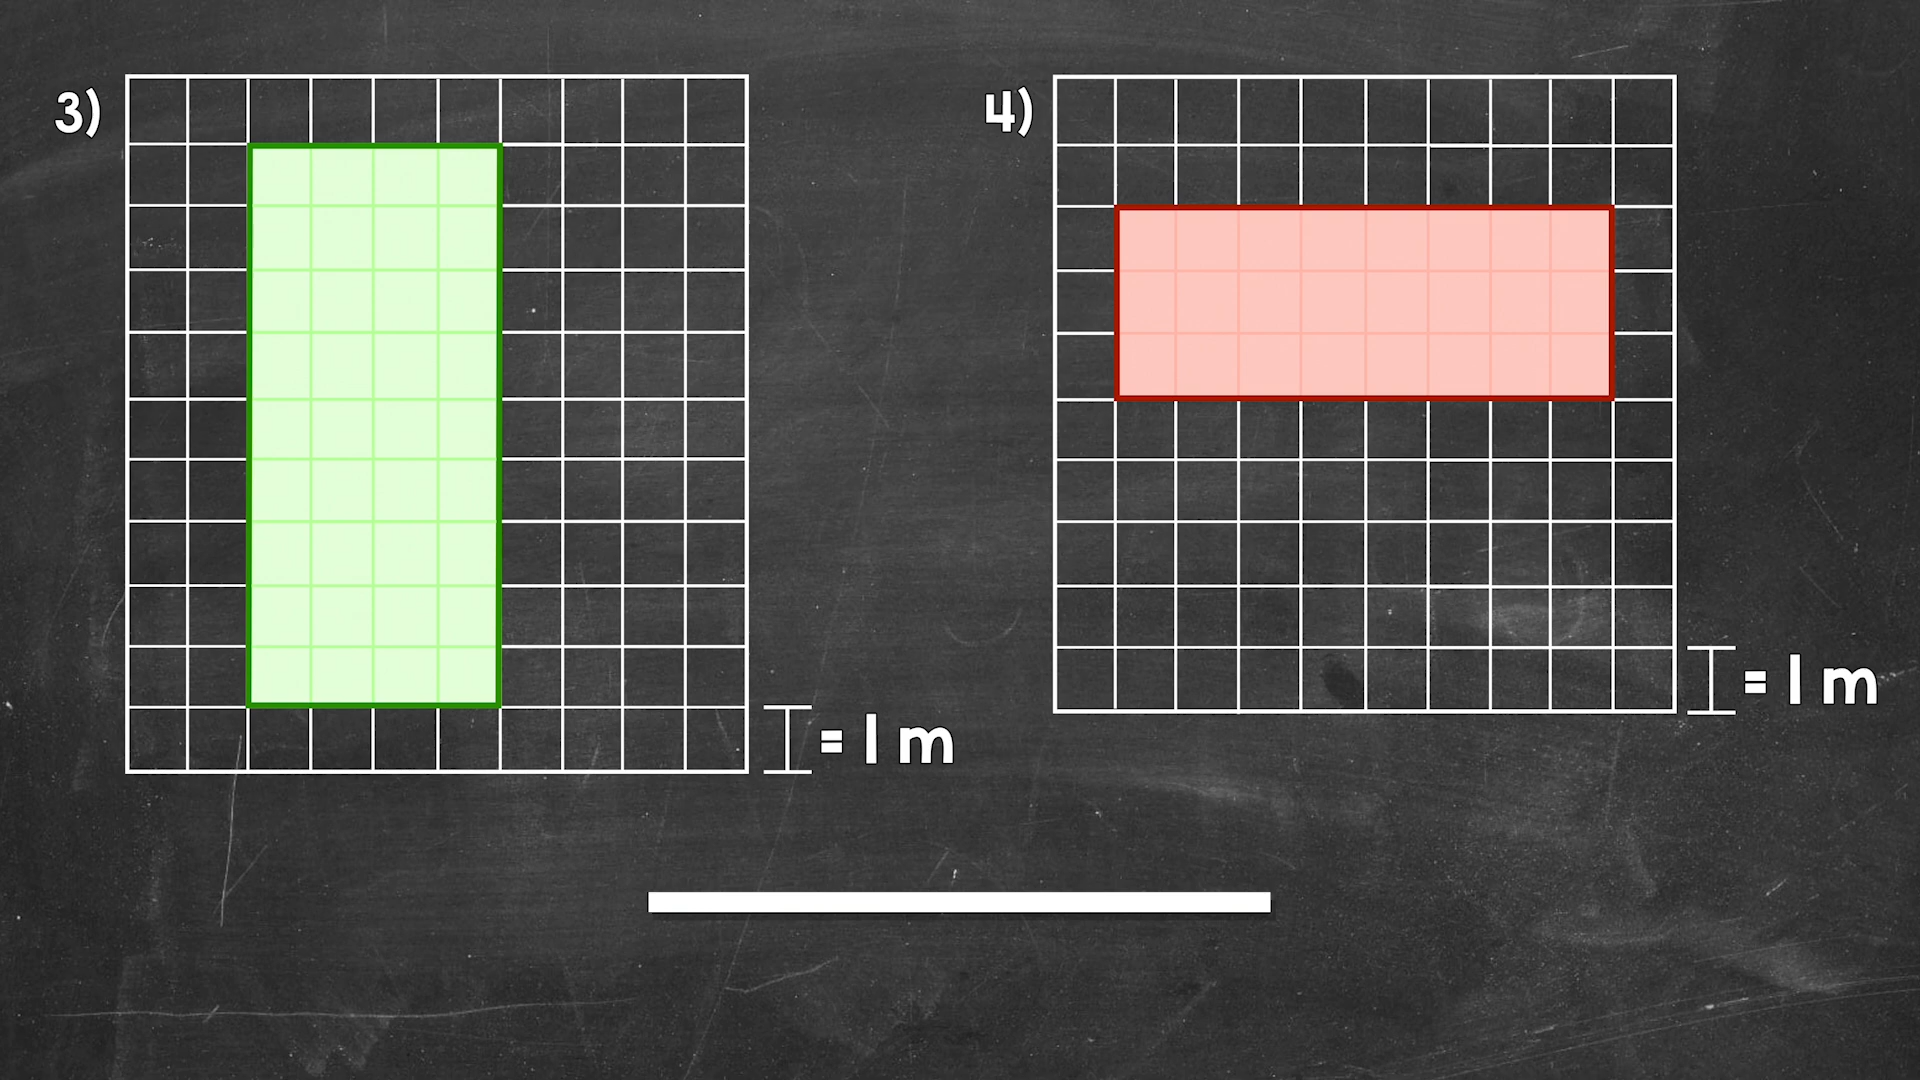 3)
= 1 m
4)
= 1 m